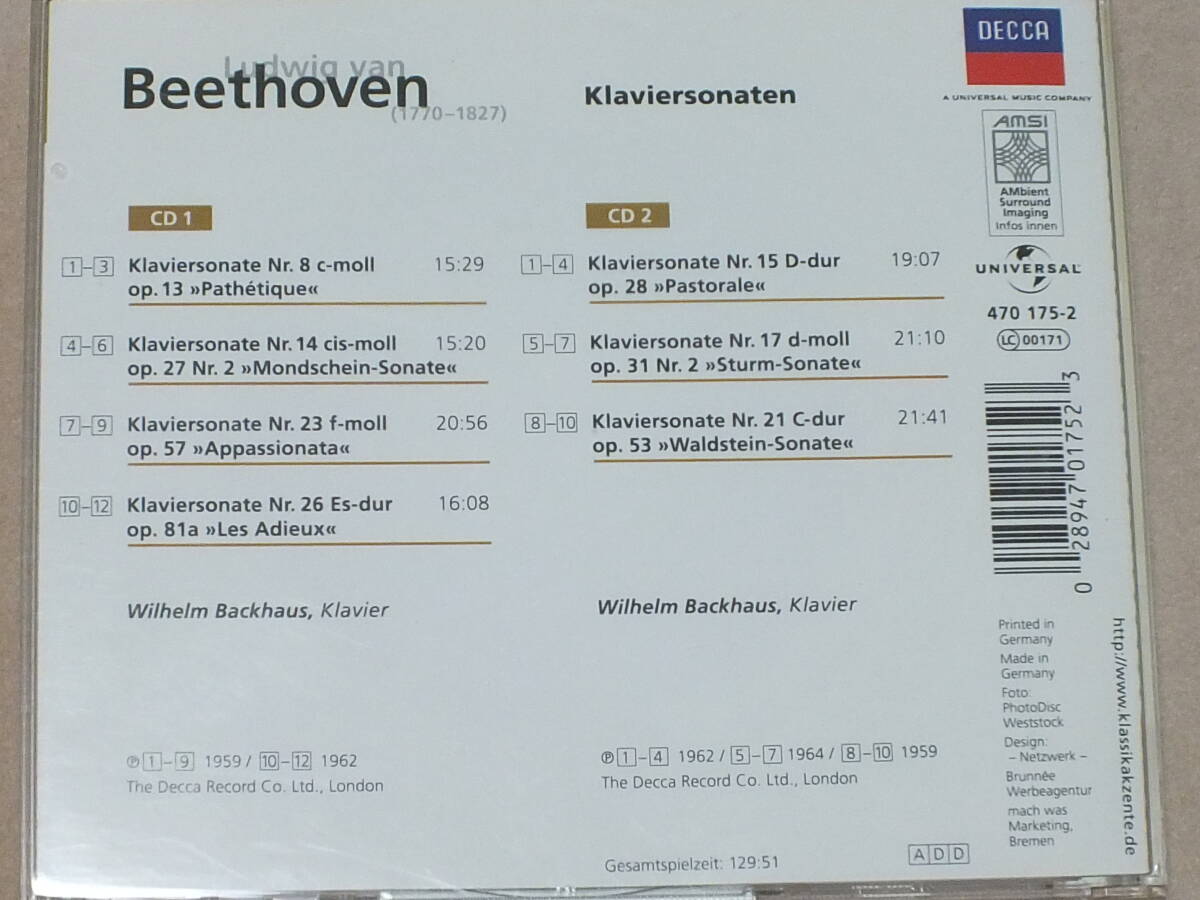 Ludwig van
Beethoven
(1770–1827)
Klaviersonaten
CD 1
1–3 Klaviersonate Nr. 8 c-moll 15:29
op. 13 »Pathétique«
4–6 Klaviersonate Nr. 14 cis-moll 15:20
op. 27 Nr. 2 »Mondschein-Sonate«
7–9 Klaviersonate Nr. 23 f-moll 20:56
op. 57 »Appassionata«
10–12 Klaviersonate Nr. 26 Es-dur 16:08
op. 81a »Les Adieux«
Wilhelm Backhaus, Klavier
℗ 1–9 1959 / 10–12 1962
The Decca Record Co. Ltd., London
CD 2
1–4 Klaviersonate Nr. 15 D-dur 19:07
op. 28 »Pastorale«
5–7 Klaviersonate Nr. 17 d-moll 21:10
op. 31 Nr. 2 »Sturm-Sonate«
8–10 Klaviersonate Nr. 21 C-dur 21:41
op. 53 »Waldstein-Sonate«
Wilhelm Backhaus, Klavier
℗ 1–4 1962 / 5–7 1964 / 8–10 1959
The Decca Record Co. Ltd., London
Gesamtspielzeit: 129:51
ADD
DECCA
A UNIVERSAL MUSIC COMPANY
AMSI
AMbient
Surround
Imaging
Infos innen
UNIVERSAL
470 175-2
LC 00171
0 28947 01752 3
Printed in
Germany
Made in
Germany
Foto:
PhotoDisc
Weststock
Design:
– Netzwerk –
Brunnée
Werbeagentur
mach was
Marketing,
Bremen
http://www.klassikakzente.de